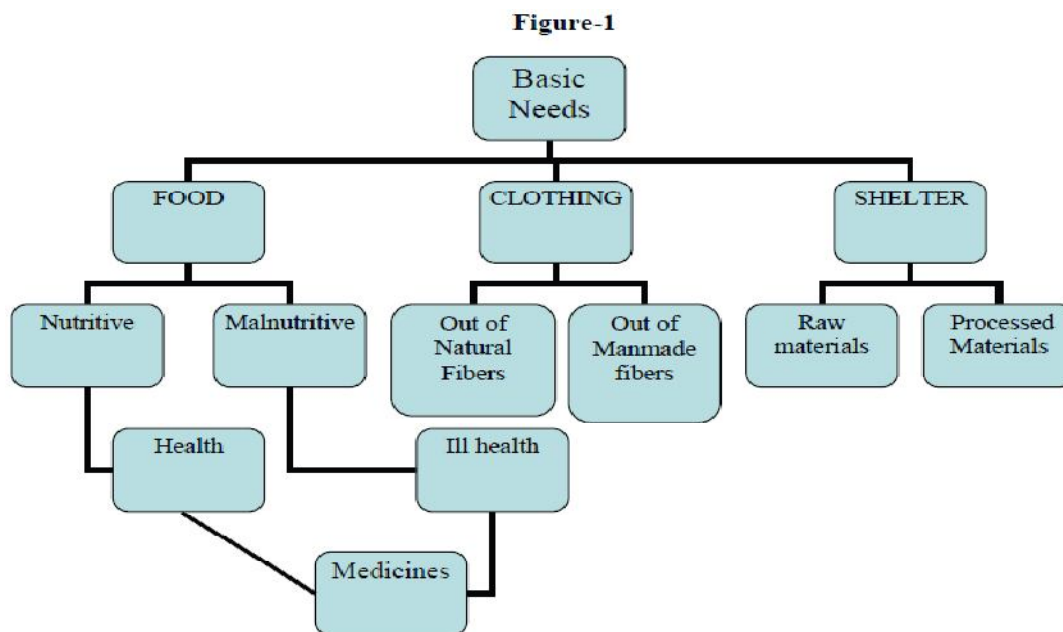 Figure-1
Basic
Needs
FOOD
CLOTHING
SHELTER
Nutritive
Malnutritive
Out of
Natural
Fibers
Out of
Manmade
fibers
Raw
materials
Processed
Materials
Health
Ill health
Medicines